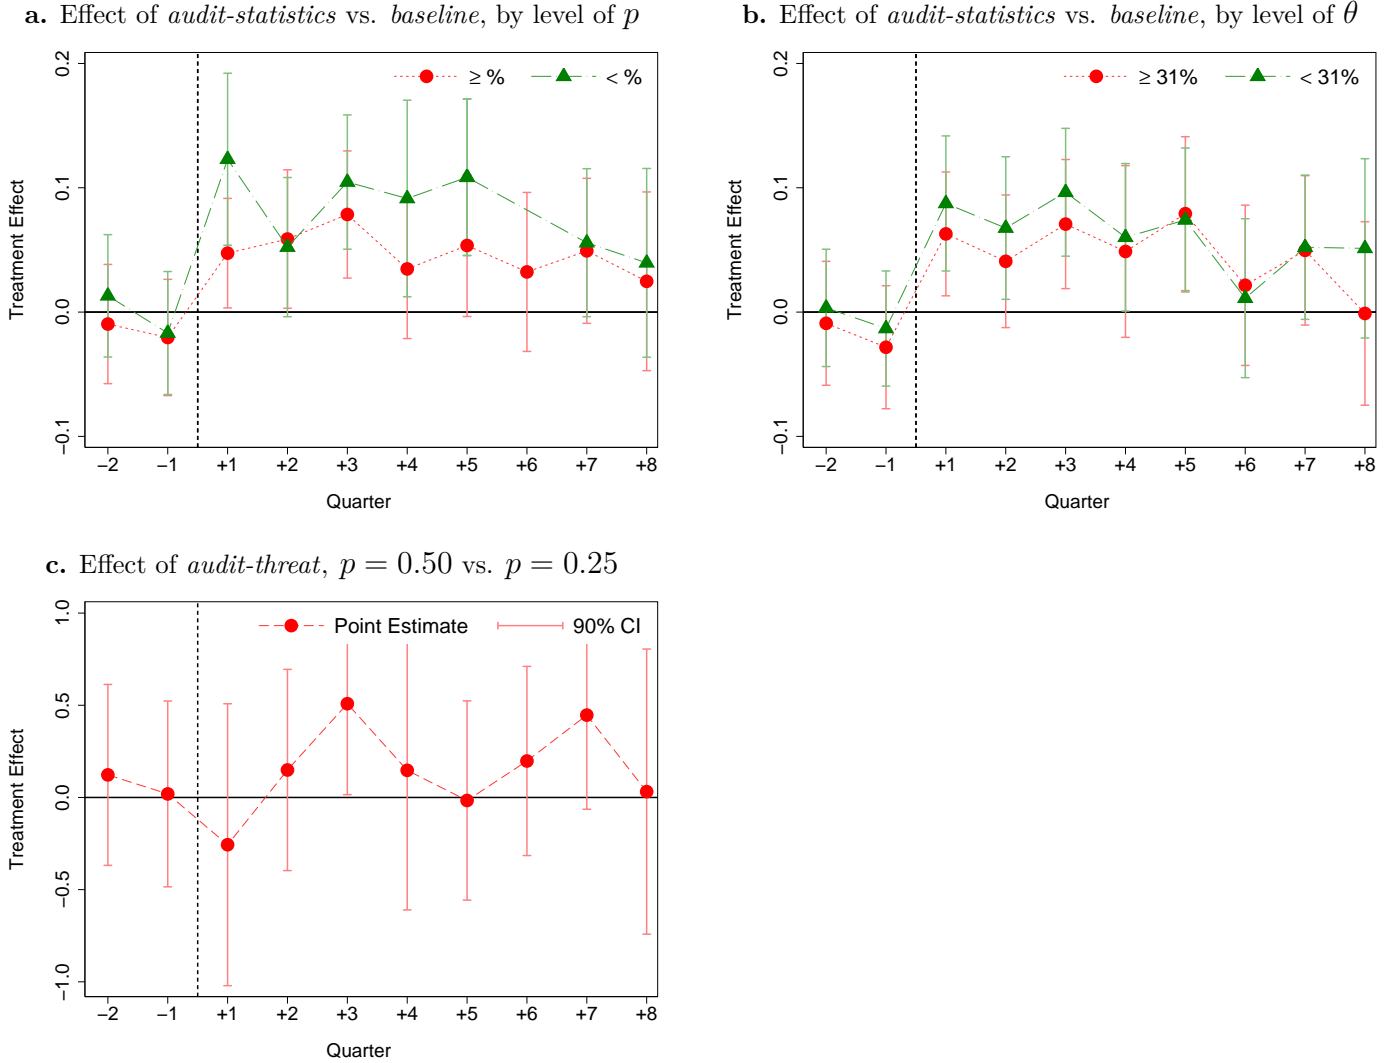 a. Effect of audit-statistics vs. baseline, by level of p
≥ % < %
Treatment Effect
0.2
0.1
0.0
−0.1
−2 −1 +1 +2 +3 +4 +5 +6 +7 +8
Quarter
b. Effect of audit-statistics vs. baseline, by level of θ
≥ 31% < 31%
Treatment Effect
0.2
0.1
0.0
−0.1
−2 −1 +1 +2 +3 +4 +5 +6 +7 +8
Quarter
c. Effect of audit-threat, p = 0.50 vs. p = 0.25
Point Estimate 90% CI
Treatment Effect
1.0
0.5
0.0
−0.5
−1.0
−2 −1 +1 +2 +3 +4 +5 +6 +7 +8
Quarter